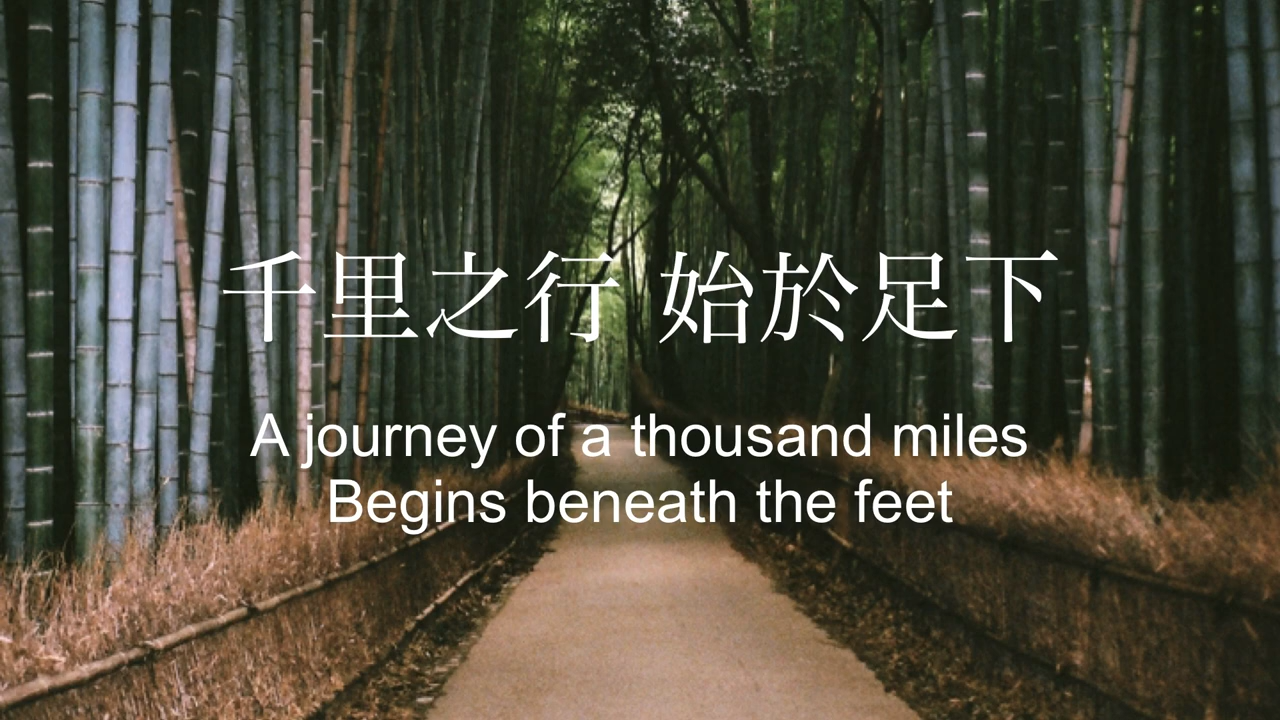 千里之行 始於足下
A journey of a thousand miles
Begins beneath the feet